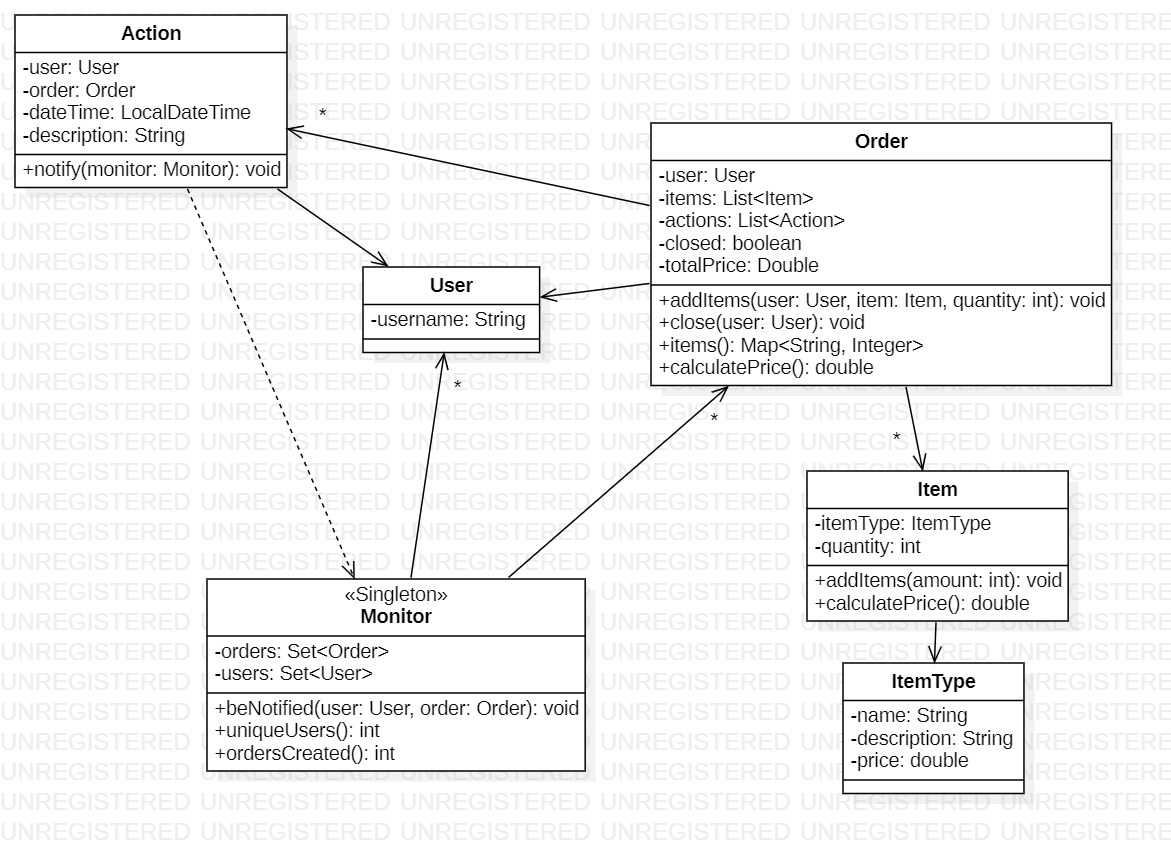 Action
-user: User
-order: Order
-dateTime: LocalDateTime
-description: String
+notify(monitor: Monitor): void
*
Order
-user: User
-items: List<Item>
-actions: List<Action>
-closed: boolean
-totalPrice: Double
+addItems(user: User, item: Item, quantity: int): void
+close(user: User): void
+items(): Map<String, Integer>
+calculatePrice(): double
User
-username: String
*
*
*
Item
-itemType: ItemType
-quantity: int
+addItems(amount: int): void
+calculatePrice(): double
«Singleton»
Monitor
-orders: Set<Order>
-users: Set<User>
+beNotified(user: User, order: Order): void
+uniqueUsers(): int
+ordersCreated(): int
ItemType
-name: String
-description: String
-price: double
UNREGISTERED